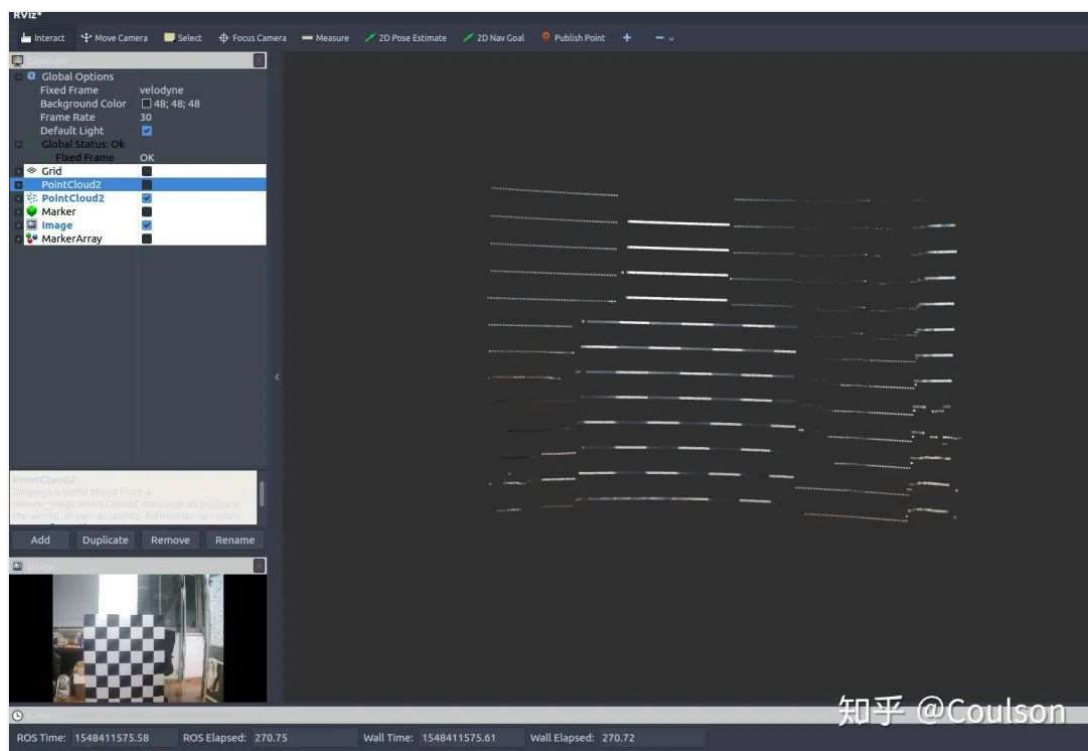 RViz*
Interact Move Camera Select Focus Camera Measure 2D Pose Estimate 2D Nav Goal Publish Point
Global Options
Fixed Frame velodyne
Background Color 48; 48; 48
Frame Rate 30
Default Light
Global Status: Ok
Fixed Frame OK
Grid
PointCloud2
PointCloud2
Marker
Image
MarkerArray
PointCloud2
Add Duplicate Remove Rename
知乎 @Coulson
ROS Time: 1548411575.58 ROS Elapsed: 270.75 Wall Time: 1548411575.61 Wall Elapsed: 270.72